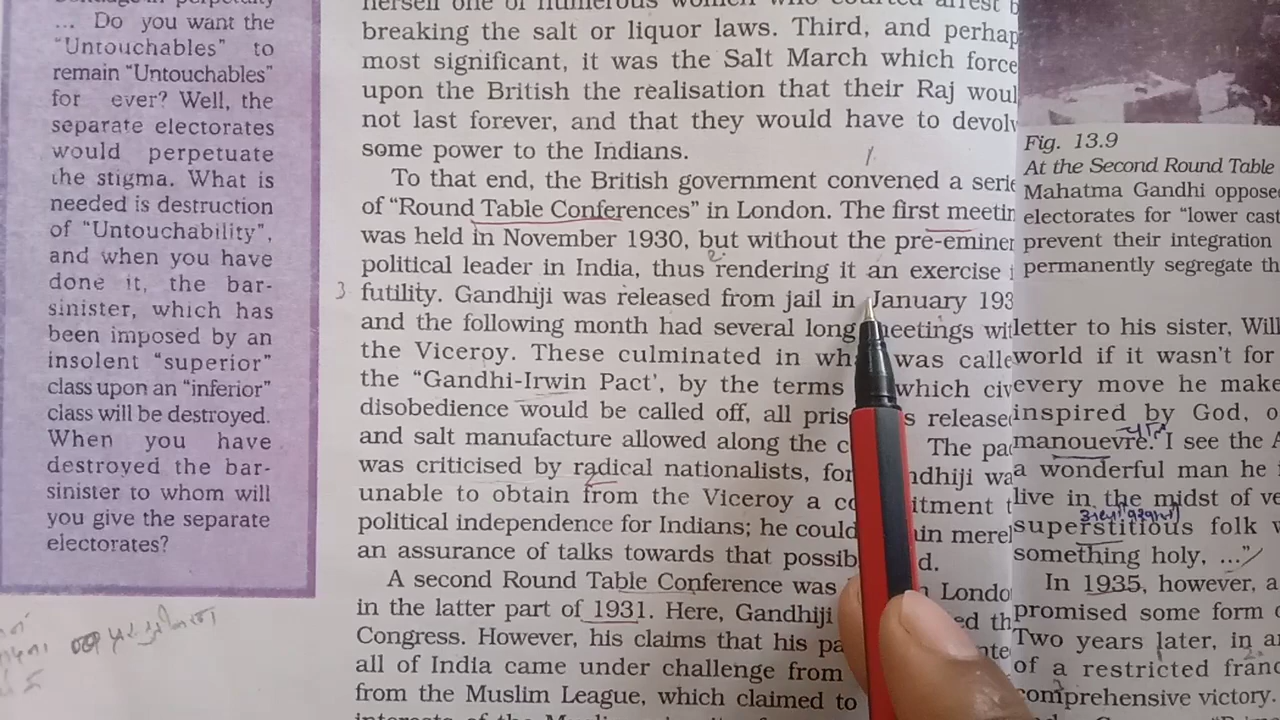 ... Do you want the
"Untouchables" to
remain "Untouchables"
for ever? Well, the
separate electorates
would perpetuate
the stigma. What is
needed is destruction
of "Untouchability",
and when you have
done it, the bar-
sinister, which has
been imposed by an
insolent "superior"
class upon an "inferior"
class will be destroyed.
When you have
destroyed the bar-
sinister to whom will
you give the separate
electorates?
herself one of numerous women who courted arrest b
breaking the salt or liquor laws. Third, and perhap
most significant, it was the Salt March which force
upon the British the realisation that their Raj woul
not last forever, and that they would have to devolv
some power to the Indians.
To that end, the British government convened a serie
of "Round Table Conferences" in London. The first meetin
was held in November 1930, but without the pre-eminen
political leader in India, thus rendering it an exercise i
3 futility. Gandhiji was released from jail in January 193
and the following month had several long meetings wit
the Viceroy. These culminated in wh was calle
the "Gandhi-Irwin Pact', by the terms which civ
disobedience would be called off, all pris s release
and salt manufacture allowed along the c The pa
was criticised by radical nationalists, for ndhiji wa
unable to obtain from the Viceroy a co itment t
political independence for Indians; he could ain merel
an assurance of talks towards that possib d.
A second Round Table Conference was Londo
in the latter part of 1931. Here, Gandhiji ed th
Congress. However, his claims that his pa nte
all of India came under challenge from
from the Muslim League, which claimed to
Fig. 13.9
At the Second Round Table
Mahatma Gandhi oppose
electorates for "lower cast
prevent their integration
permanently segregate th
letter to his sister, Will
world if it wasn't for
every move he make
inspired by God, o
manouevre. I see the A
a wonderful man he i
live in the midst of ve
superstitious folk w
something holy, ..."
In 1935, however, a
promised some form o
Two years later, in a
of a restricted franc
comprehensive victory.